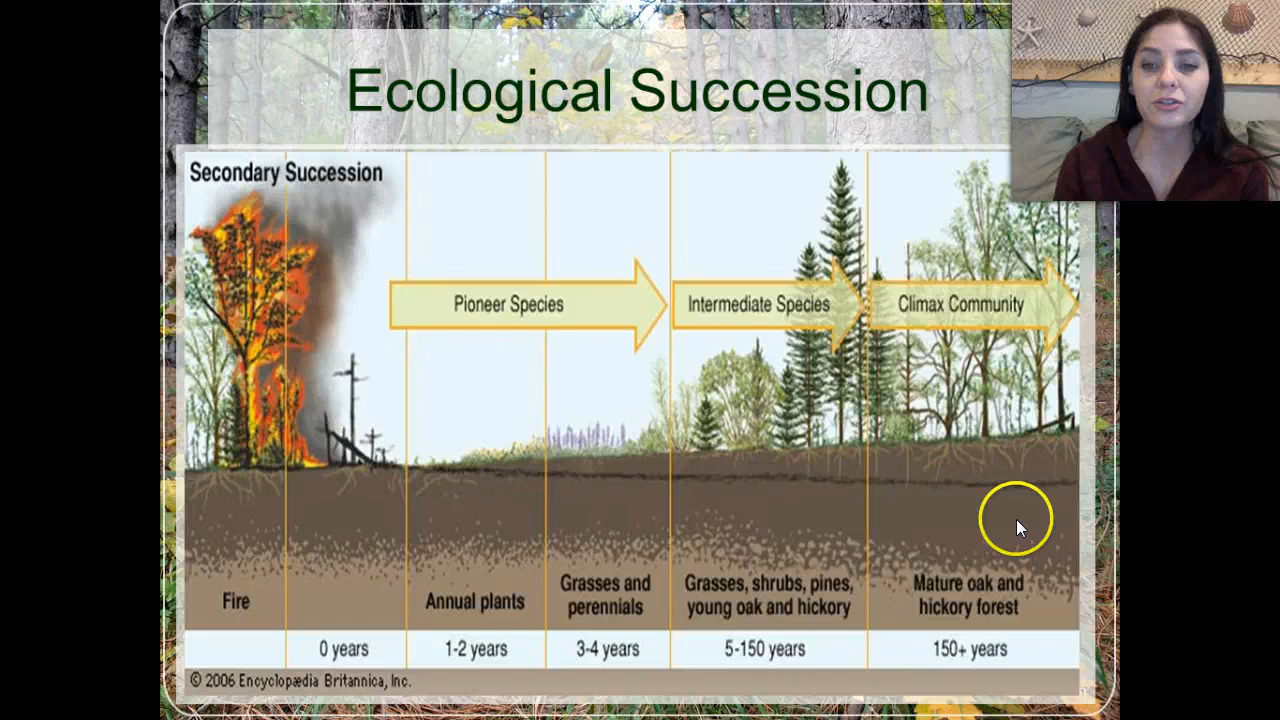 Ecological Succession
Secondary Succession
Pioneer Species
Intermediate Species
Climax Community
Fire
Annual plants
Grasses and
perennials
Grasses, shrubs, pines,
young oak and hickory
Mature oak and
hickory forest
0 years
1-2 years
3-4 years
5-150 years
150+ years
© 2006 Encyclopædia Britannica, Inc.